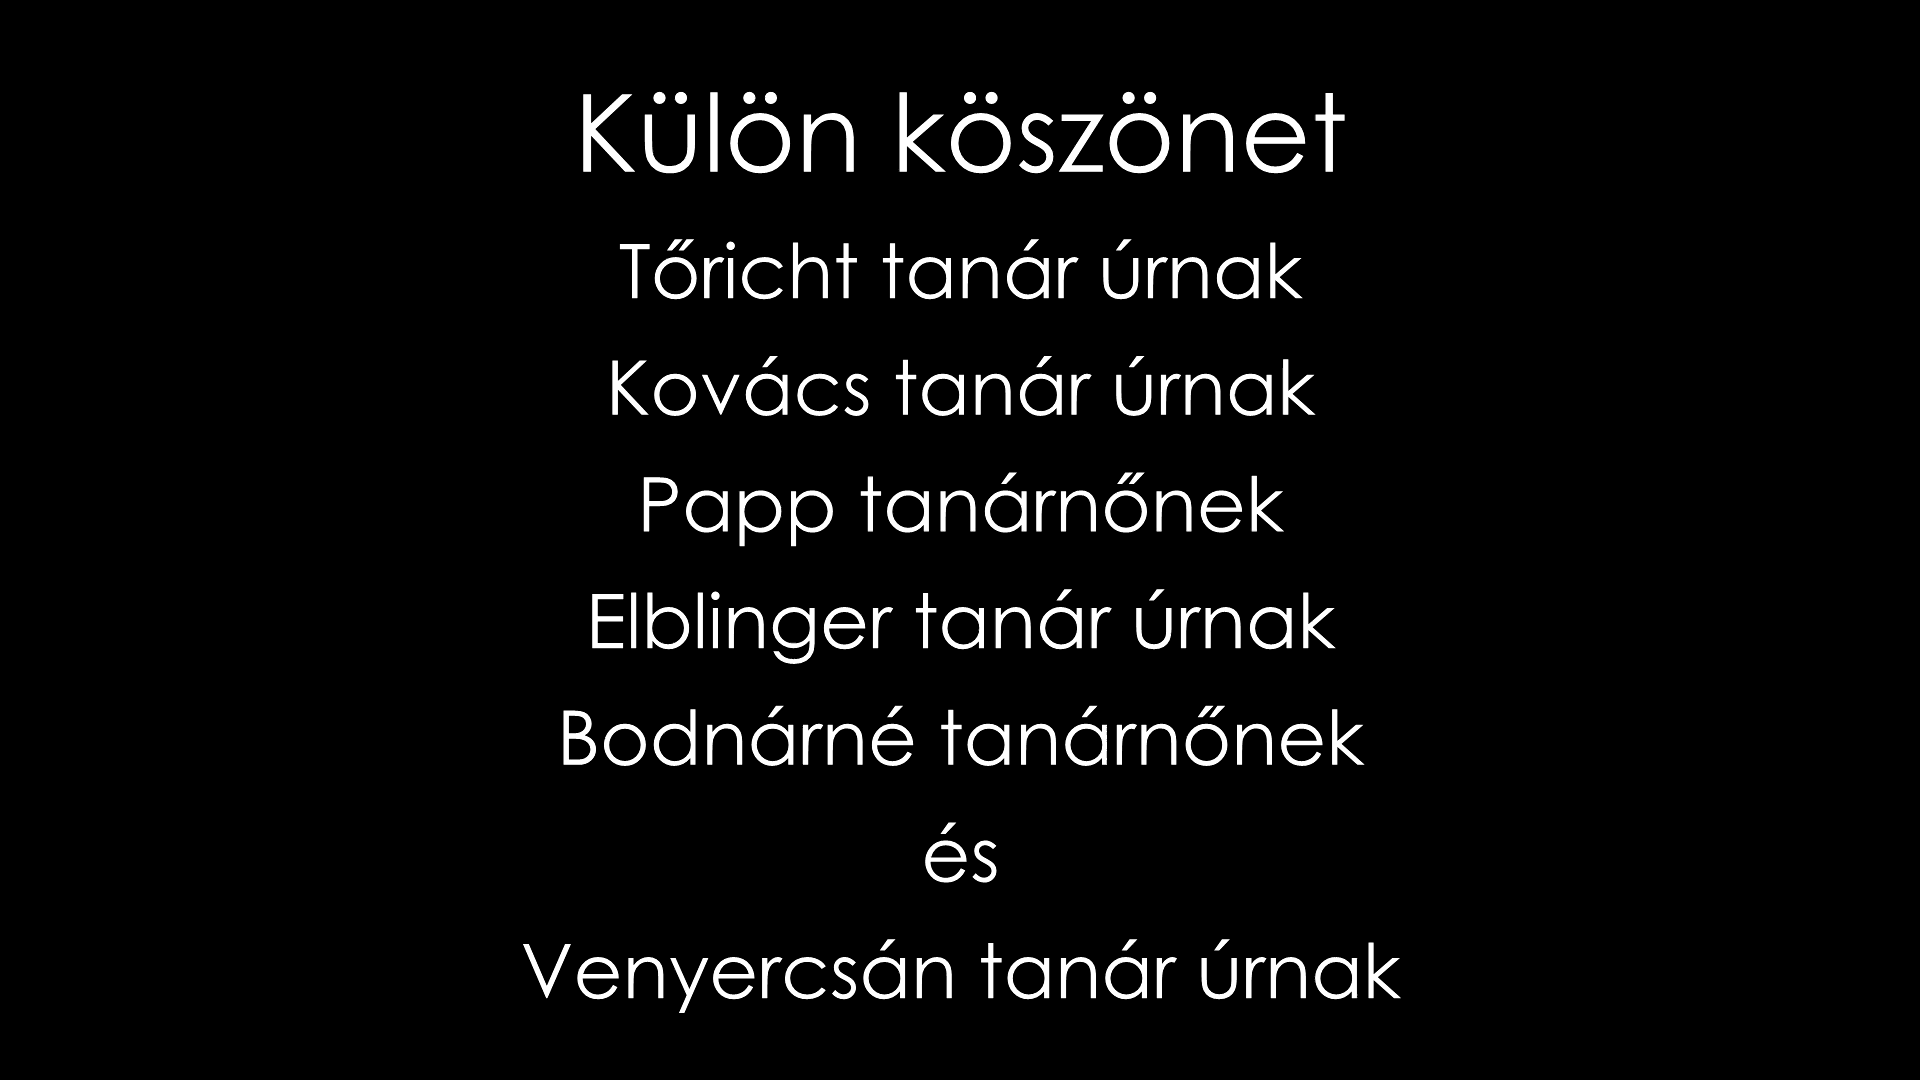 Külön köszönet
Tőricht tanár úrnak
Kovács tanár úrnak
Papp tanárnőnek
Elblinger tanár úrnak
Bodnárné tanárnőnek
és
Venyercsán tanár úrnak